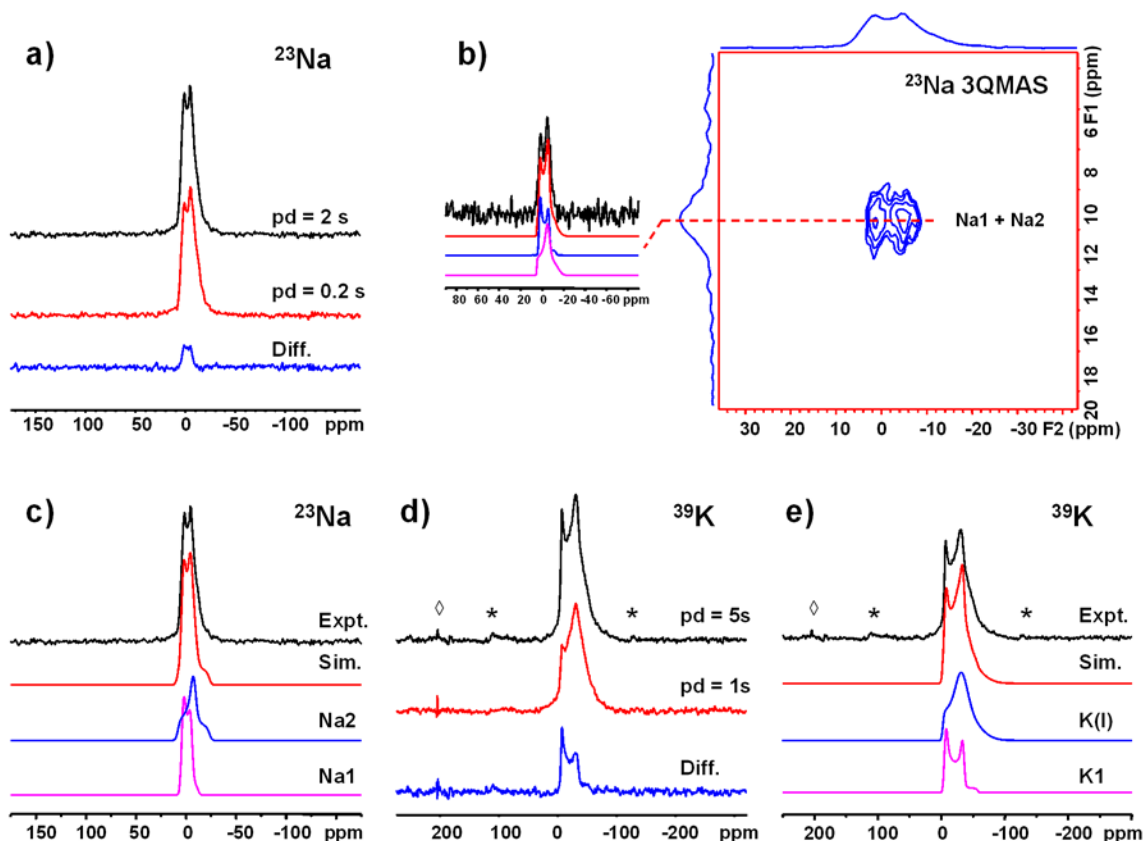 a)
²³Na
pd = 2 s
pd = 0.2 s
Diff.
150 100 50 0 -50 -100 ppm
b)
80 60 40 20 0 -20 -40 -60 ppm
²³Na 3QMAS
Na1 + Na2
6 F1 (ppm)
8
10
12
14
16
18
20
30 20 10 0 -10 -20 -30 F2 (ppm)
c)
²³Na
Expt.
Sim.
Na2
Na1
150 100 50 0 -50 -100 ppm
d)
³⁹K
◊ * *
pd = 5s
pd = 1s
Diff.
200 100 0 -100 -200 ppm
e)
³⁹K
◊ * *
Expt.
Sim.
K(I)
K1
200 100 0 -100 -200 ppm